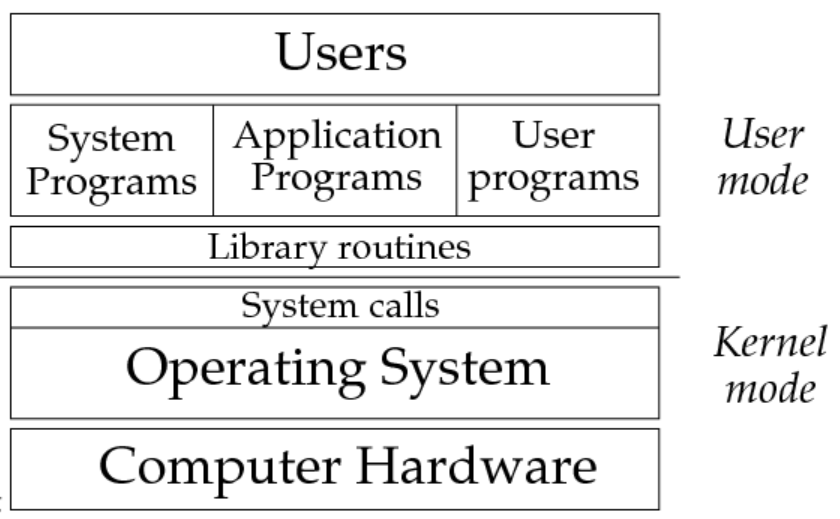 Users
System
Programs
Application
Programs
User
programs
User
mode
Library routines
System calls
Operating System
Kernel
mode
Computer Hardware